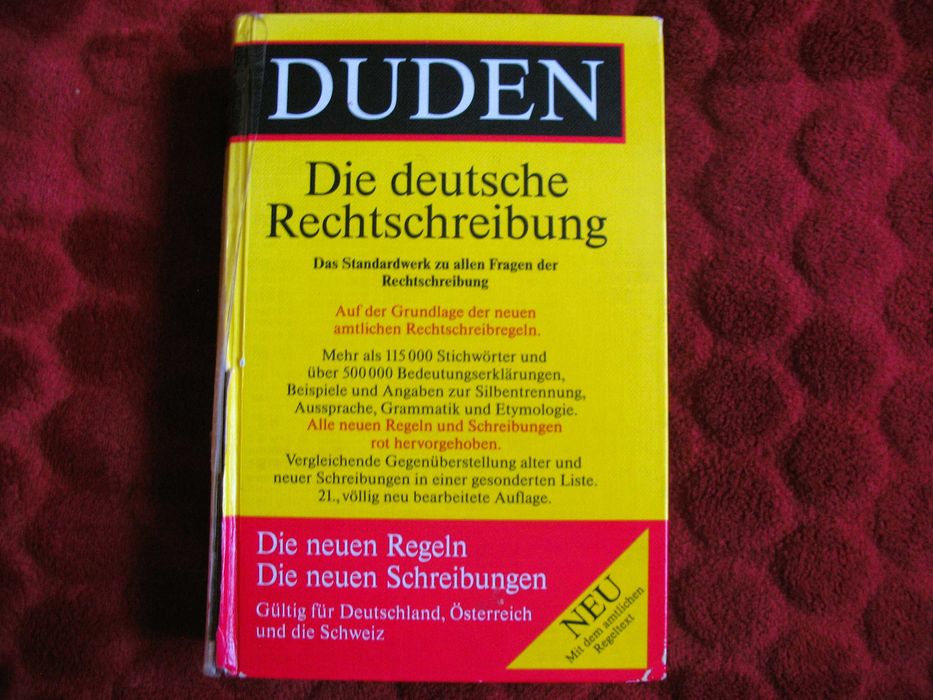 DUDEN
Die deutsche
Rechtschreibung
Das Standardwerk zu allen Fragen der
Rechtschreibung
Auf der Grundlage der neuen
amtlichen Rechtschreibregeln.
Mehr als 115 000 Stichwörter und
über 500 000 Bedeutungserklärungen,
Beispiele und Angaben zur Silbentrennung,
Aussprache, Grammatik und Etymologie.
Alle neuen Regeln und Schreibungen
rot hervorgehoben.
Vergleichende Gegenüberstellung alter und
neuer Schreibungen in einer gesonderten Liste.
21., völlig neu bearbeitete Auflage.
Die neuen Regeln
Die neuen Schreibungen
Gültig für Deutschland, Österreich
und die Schweiz
NEU
Mit dem amtlichen
Regeltext